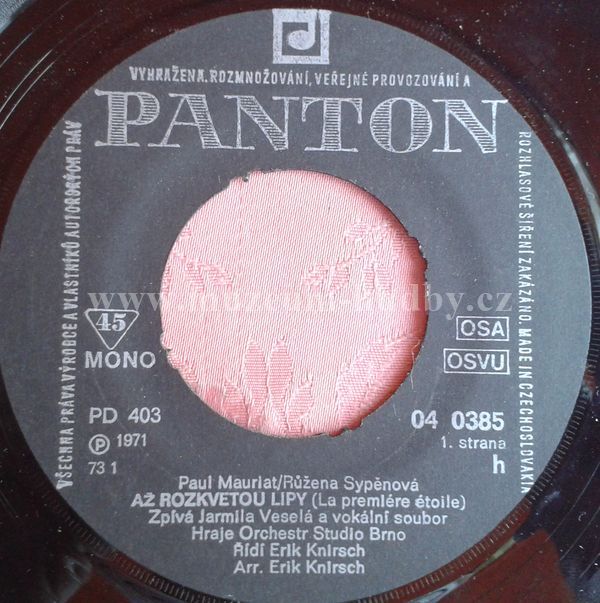 VYHRAŽENA. ROZMNOŽOVÁNÍ, VEŘEJNÉ PROVOZOVÁNÍ A
PANTON
VŠECHNA PRÁVA VÝROBCE A VLASTNÍKŮ AUTORSKÝCH PRÁV
ROZHLASOVÉ ŠÍŘENÍ ZAKÁZÁNO. MADE IN CZECHOSLOVAKIA
www.muzeum-hudby.cz
45
MONO
OSA
OSVU
PD 403
℗ 1971
73 1
04 0385
1. strana
h
Paul Mauriat/Růžena Sypěnová
AŽ ROZKVETOU LIPY (La premiére étoile)
Zpívá Jarmila Veselá a vokální soubor
Hraje Orchestr Studio Brno
Řídí Erik Knirsch
Arr. Erik Knirsch